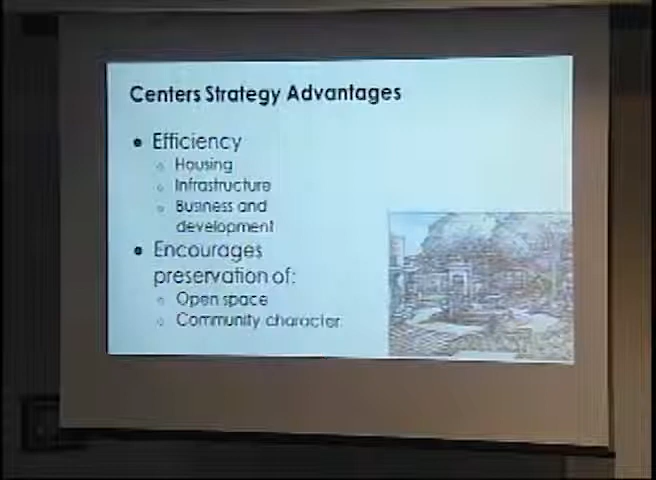 Centers Strategy Advantages
Efficiency
Housing
Infrastructure
Business and
development
Encourages
preservation of:
Open space
Community character